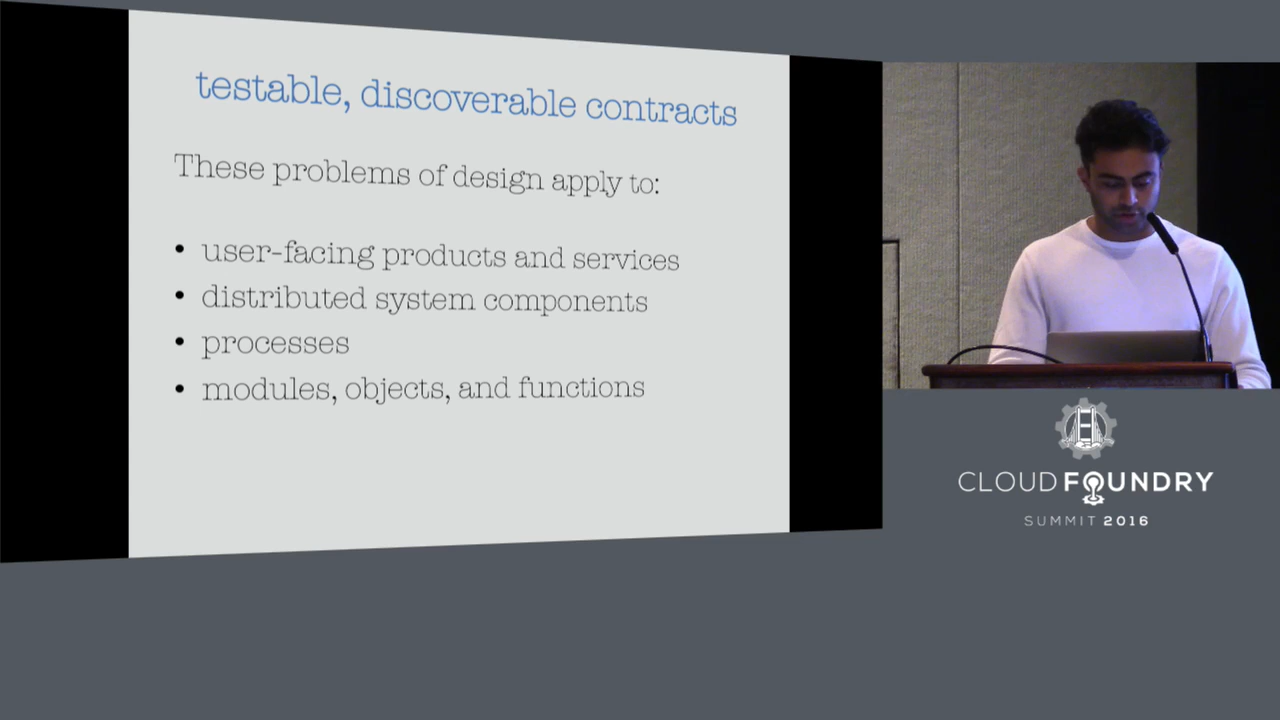 testable, discoverable contracts
These problems of design apply to:
• user-facing products and services
• distributed system components
• processes
• modules, objects, and functions
CLOUD FOUNDRY
SUMMIT 2016